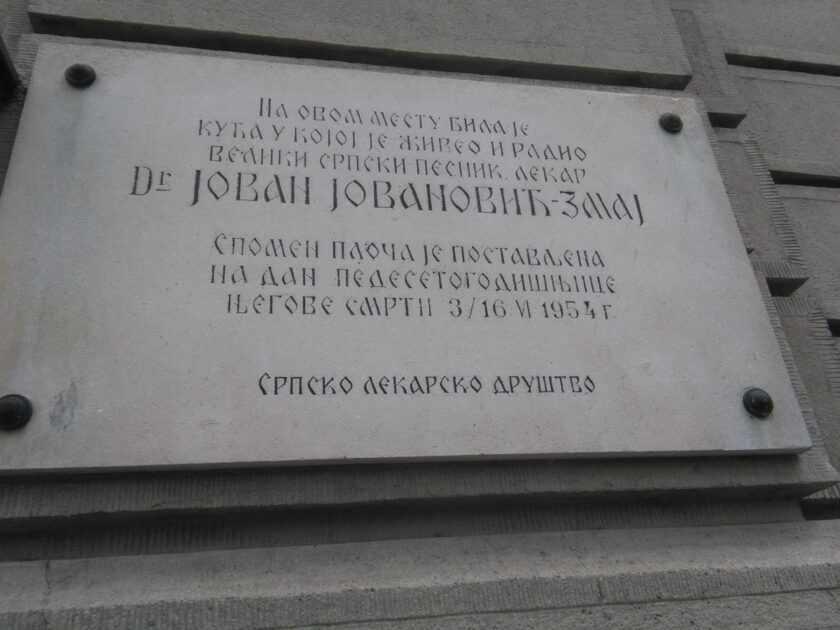 На овом месту била је
кућа у којој је живео и радио
велики српски песник, лекар
Dr Јован Јовановић-Змај
Спомен плоча је постављена
на дан педесетогодишњице
његове смрти 3/16 VI 1954 г.
Српско лекарско друштво